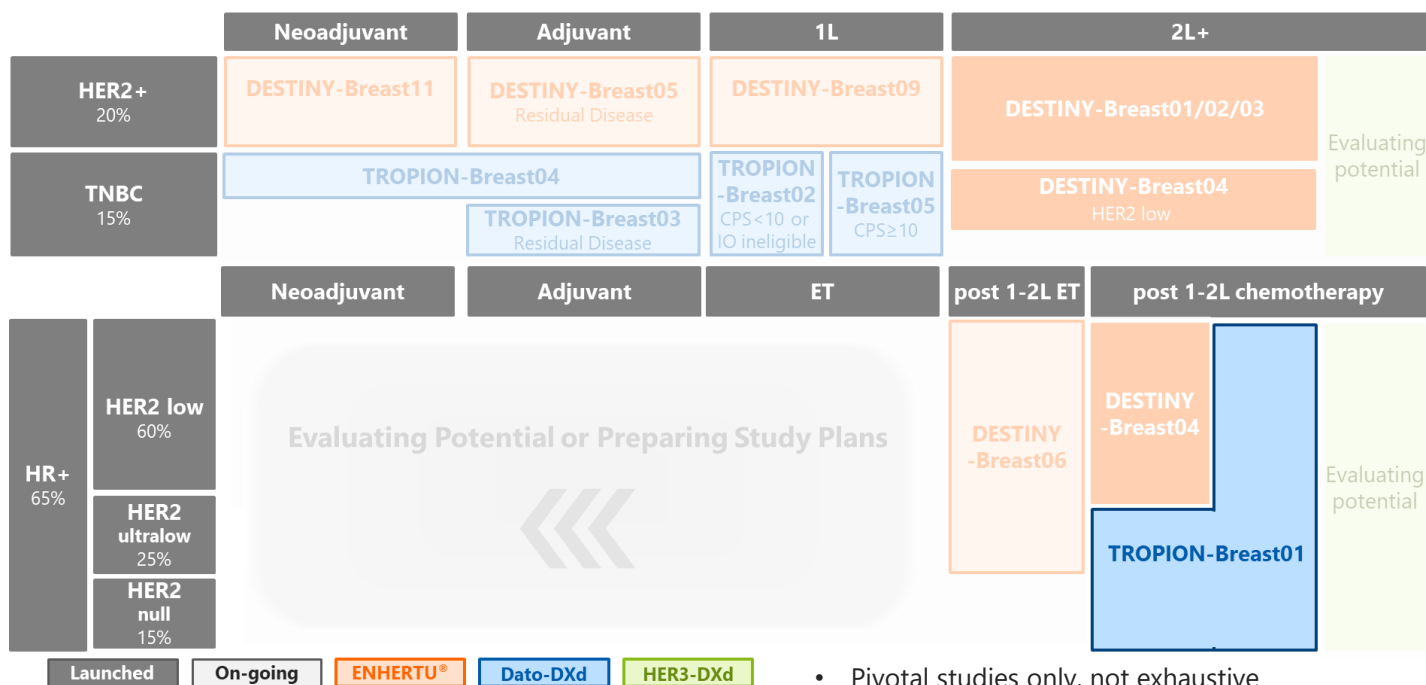 Neoadjuvant Adjuvant 1L 2L+
HER2+
20%
DESTINY-Breast11
DESTINY-Breast05
Residual Disease
DESTINY-Breast09
DESTINY-Breast01/02/03
Evaluating
potential
TNBC
15%
TROPION-Breast04
TROPION-Breast03
Residual Disease
TROPION
-Breast02
CPS<10 or
IO ineligible
TROPION
-Breast05
CPS≥10
DESTINY-Breast04
HER2 low
Neoadjuvant Adjuvant ET post 1-2L ET post 1-2L chemotherapy
HR+
65%
HER2 low
60%
HER2
ultralow
25%
HER2
null
15%
Evaluating Potential or Preparing Study Plans
DESTINY
-Breast06
DESTINY
-Breast04
TROPION-Breast01
Evaluating
potential
Launched On-going ENHERTU® Dato-DXd HER3-DXd
• Pivotal studies only, not exhaustive